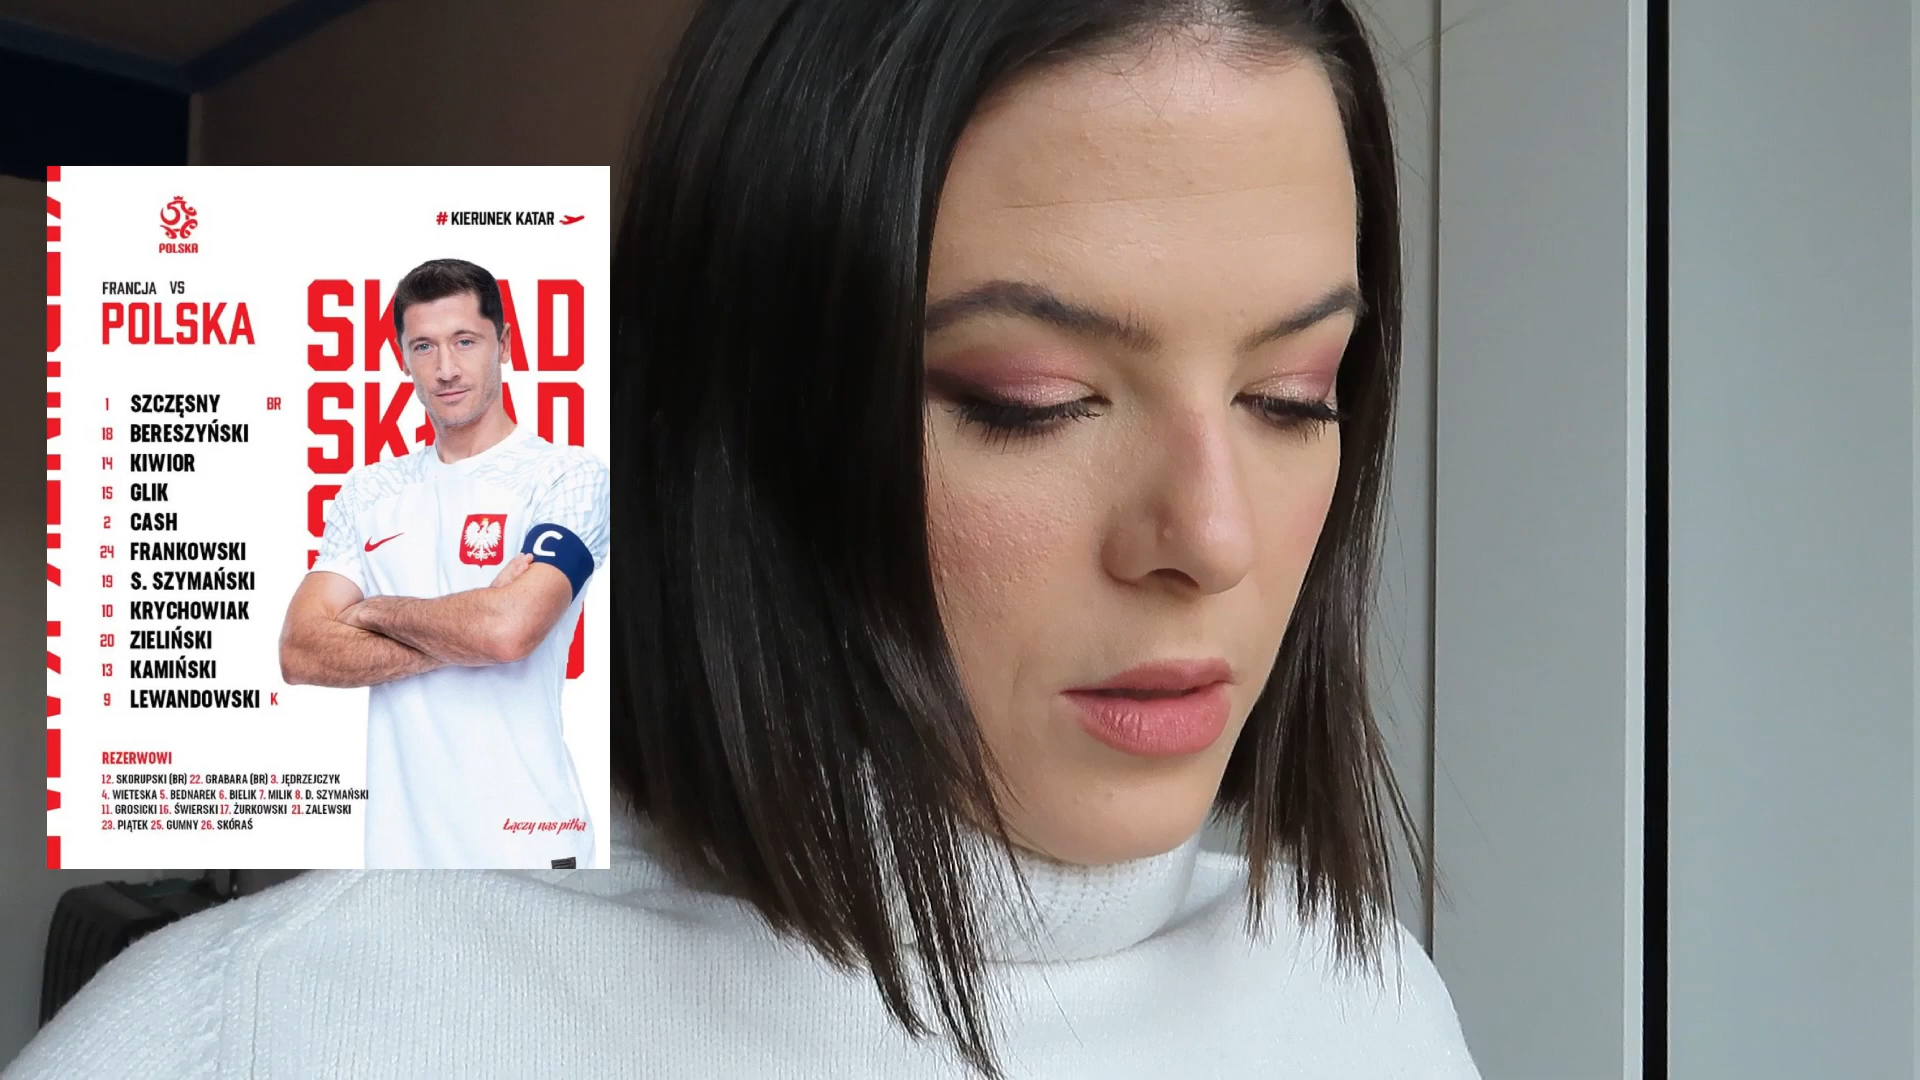 POLSKA
# KIERUNEK KATAR
FRANCJA VS
POLSKA
SKŁAD
SKŁAD
1 SZCZĘSNY BR
18 BERESZYŃSKI
14 KIWIOR
15 GLIK
2 CASH
24 FRANKOWSKI
19 S. SZYMAŃSKI
10 KRYCHOWIAK
20 ZIELIŃSKI
13 KAMIŃSKI
9 LEWANDOWSKI K
C
REZERWOWI
12. SKORUPSKI (BR) 22. GRABARA (BR) 3. JĘDRZEJCZYK
4. WIETESKA 5. BEDNAREK 6. BIELIK 7. MILIK 8. D. SZYMAŃSKI
11. GROSICKI 16. ŚWIERSKI 17. ŻURKOWSKI 21. ZALEWSKI
23. PIĄTEK 25. GUMNY 26. SKÓRAŚ
Łączy nas piłka